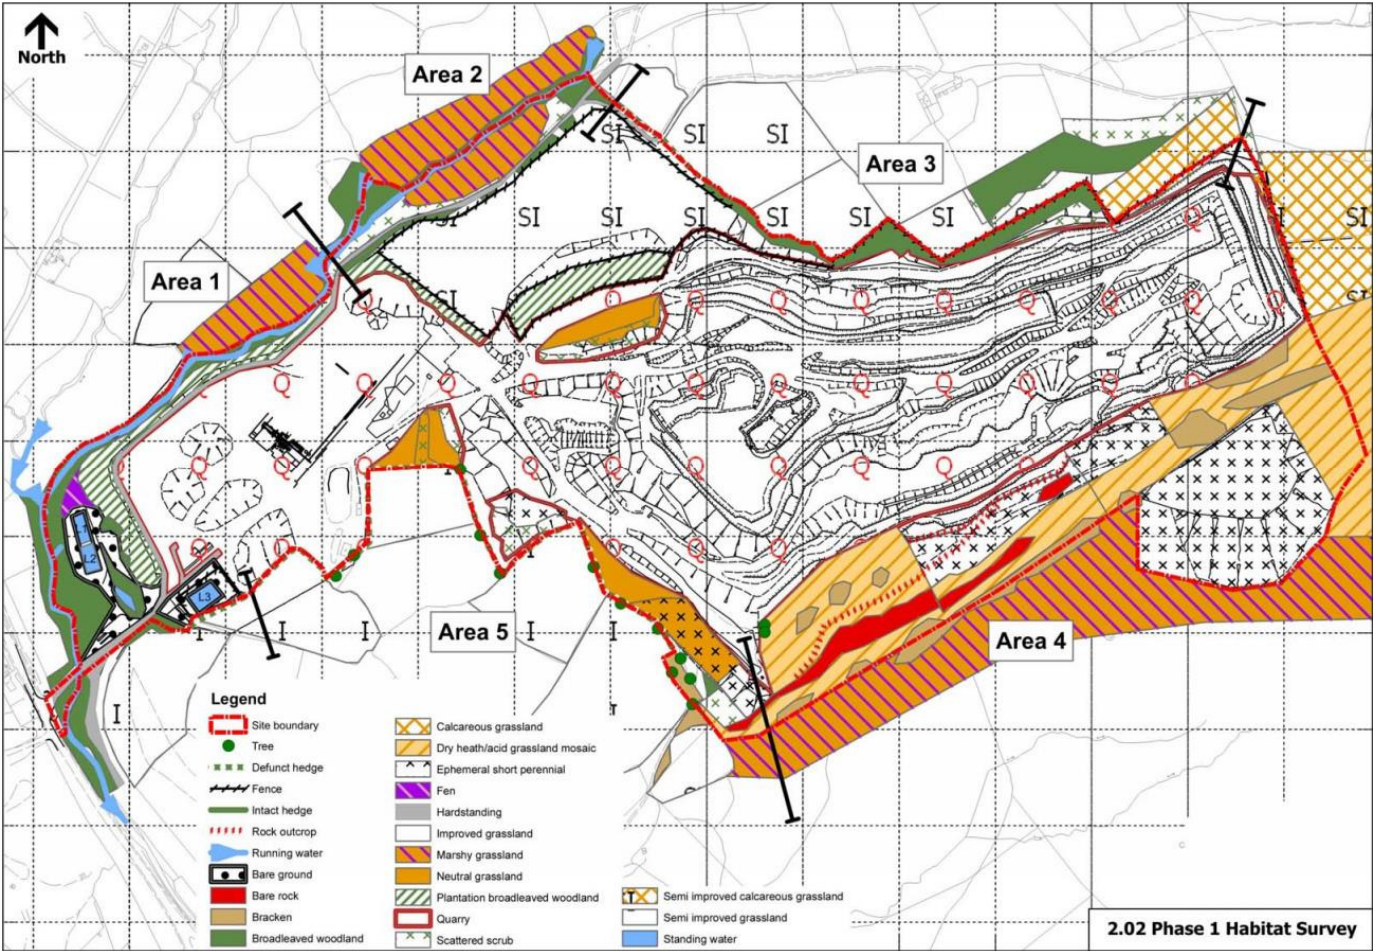 North
Area 2
SI SI SI
Area 3
SI SI SI SI SI
Q Q
SI
Area 1
SI
Q Q Q Q Q Q Q Q Q
Q Q Q Q Q Q Q Q Q Q Q Q
Q Q Q Q Q Q Q Q Q
L2
Q Q Q Q
I
L3
I I I I
Area 5
Area 4
I
Legend
Site boundary
Tree
Defunct hedge
Fence
Intact hedge
Rock outcrop
Running water
Bare ground
Bare rock
Bracken
Broadleaved woodland
Calcareous grassland
Dry heath/acid grassland mosaic
Ephemeral short perennial
Fen
Hardstanding
Improved grassland
Marshy grassland
Neutral grassland
Plantation broadleaved woodland
Quarry
Scattered scrub
Semi improved calcareous grassland
Semi improved grassland
Standing water
2.02 Phase 1 Habitat Survey